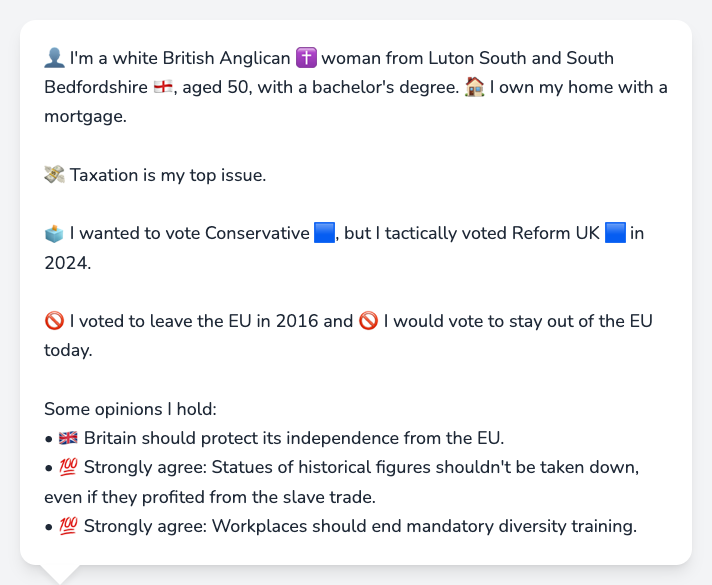 👤 I'm a white British Anglican ✝️ woman from Luton South and South
Bedfordshire 🏴󠁧󠁢󠁥󠁮󠁧󠁿, aged 50, with a bachelor's degree. 🏠 I own my home with a
mortgage.
💸 Taxation is my top issue.
🗳️ I wanted to vote Conservative 🟦, but I tactically voted Reform UK 🟦 in
2024.
🚫 I voted to leave the EU in 2016 and 🚫 I would vote to stay out of the EU
today.
Some opinions I hold:
• 🇬🇧 Britain should protect its independence from the EU.
• 💯 Strongly agree: Statues of historical figures shouldn't be taken down,
even if they profited from the slave trade.
• 💯 Strongly agree: Workplaces should end mandatory diversity training.